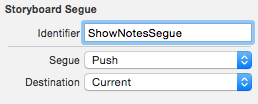 Storyboard Segue
Identifier ShowNotesSegue
Segue Push
Destination Current